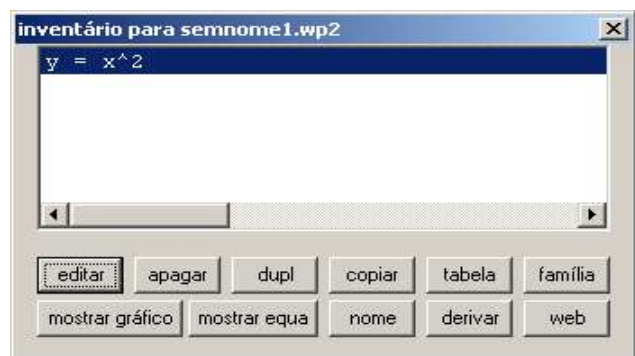 inventário para semnome1.wp2
y = x^2
editar apagar dupl copiar tabela família
mostrar gráfico mostrar equa nome derivar web